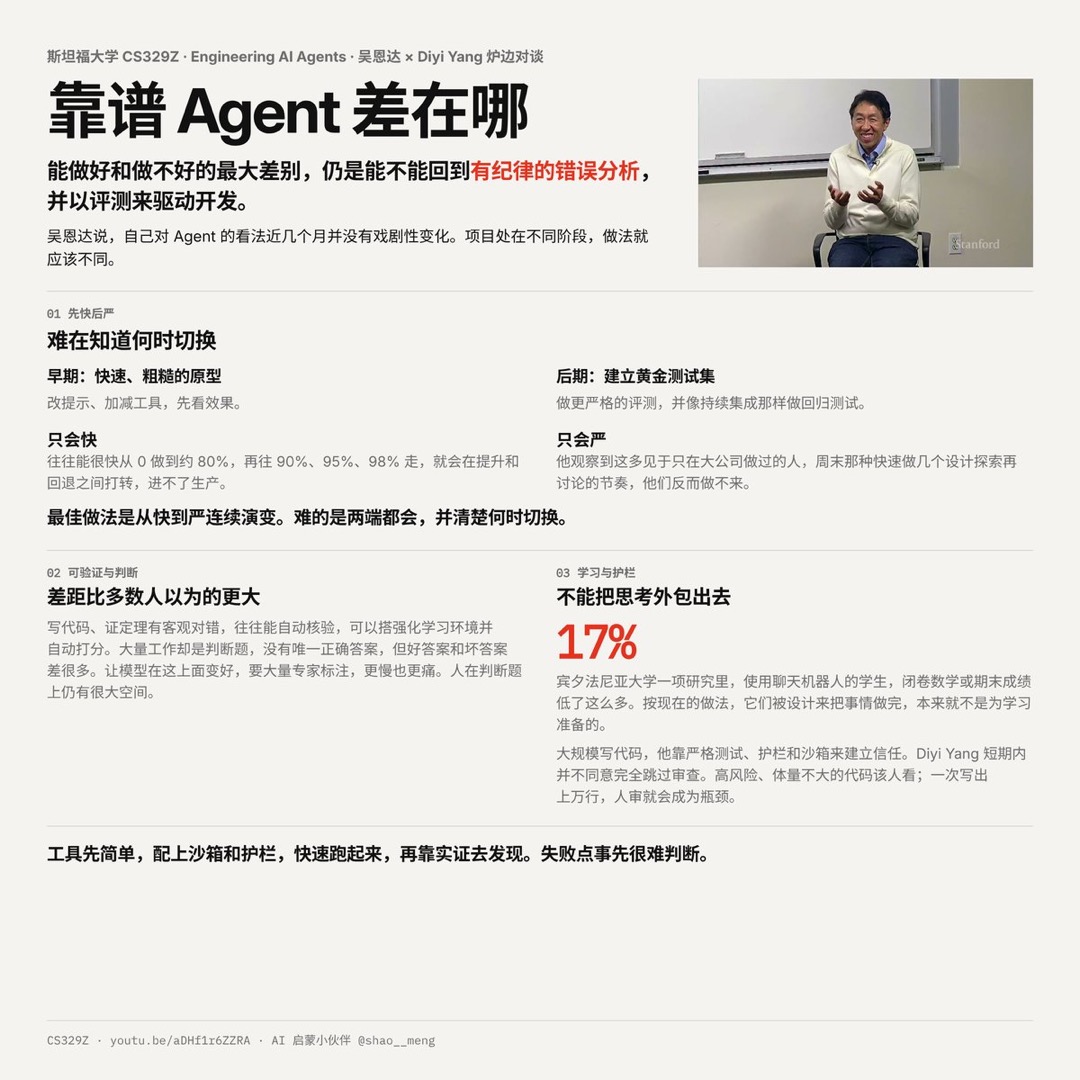 斯坦福大学 CS329Z · Engineering AI Agents · 吴恩达 × Diyi Yang 炉边对谈
靠谱 Agent 差在哪
能做好和做不好的最大差别，仍是能不能回到有纪律的错误分析，
并以评测来驱动开发。
吴恩达说，自己对 Agent 的看法近几个月并没有戏剧性变化。项目处在不同阶段，做法就
应该不同。
Stanford
01 先快后严
难在知道何时切换
早期：快速、粗糙的原型
改提示、加减工具，先看效果。
只会快
往往能很快从 0 做到约 80%，再往 90%、95%、98% 走，就会在提升和
回退之间打转，进不了生产。
后期：建立黄金测试集
做更严格的评测，并像持续集成那样做回归测试。
只会严
他观察到这多见于只在大公司做过的人，周末那种快速做几个设计探索再
讨论的节奏，他们反而做不来。
最佳做法是从快到严连续演变。难的是两端都会，并清楚何时切换。
02 可验证与判断
差距比多数人以为的更大
写代码、证定理有客观对错，往往能自动核验，可以搭强化学习环境并
自动打分。大量工作却是判断题，没有唯一正确答案，但好答案和坏答案
差很多。让模型在这上面变好，要大量专家标注，更慢也更痛。人在判断题
上仍有很大空间。
03 学习与护栏
不能把思考外包出去
17%
宾夕法尼亚大学一项研究里，使用聊天机器人的学生，闭卷数学或期末成绩
低了这么多。按现在的做法，它们被设计来把事情做完，本来就不是为学习
准备的。
大规模写代码，他靠严格测试、护栏和沙箱来建立信任。Diyi Yang 短期内
并不同意完全跳过审查。高风险、体量不大的代码该人看；一次写出
上万行，人审就会成为瓶颈。
工具先简单，配上沙箱和护栏，快速跑起来，再靠实证去发现。失败点事先很难判断。
CS329Z · youtu.be/aDHf1r6ZZRA · AI 启蒙小伙伴 @shao__meng